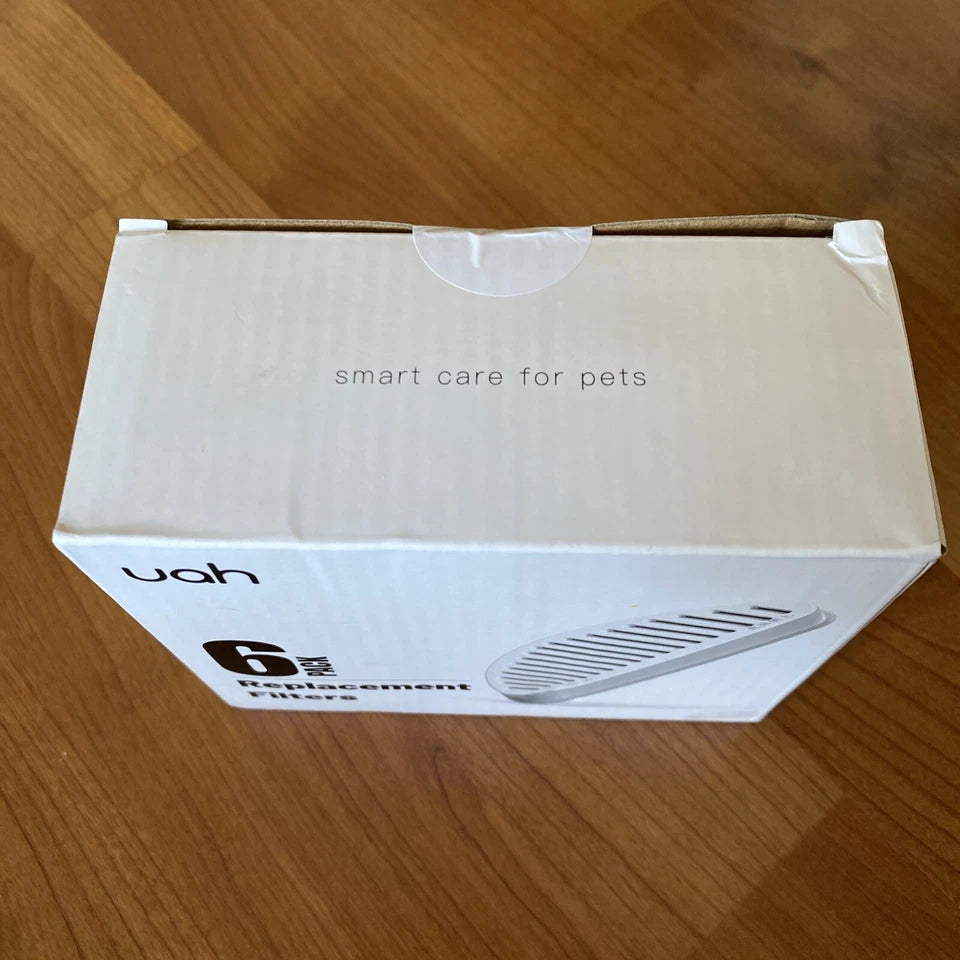 smart care for pets
uah
6 PACK
Replacement
Filters